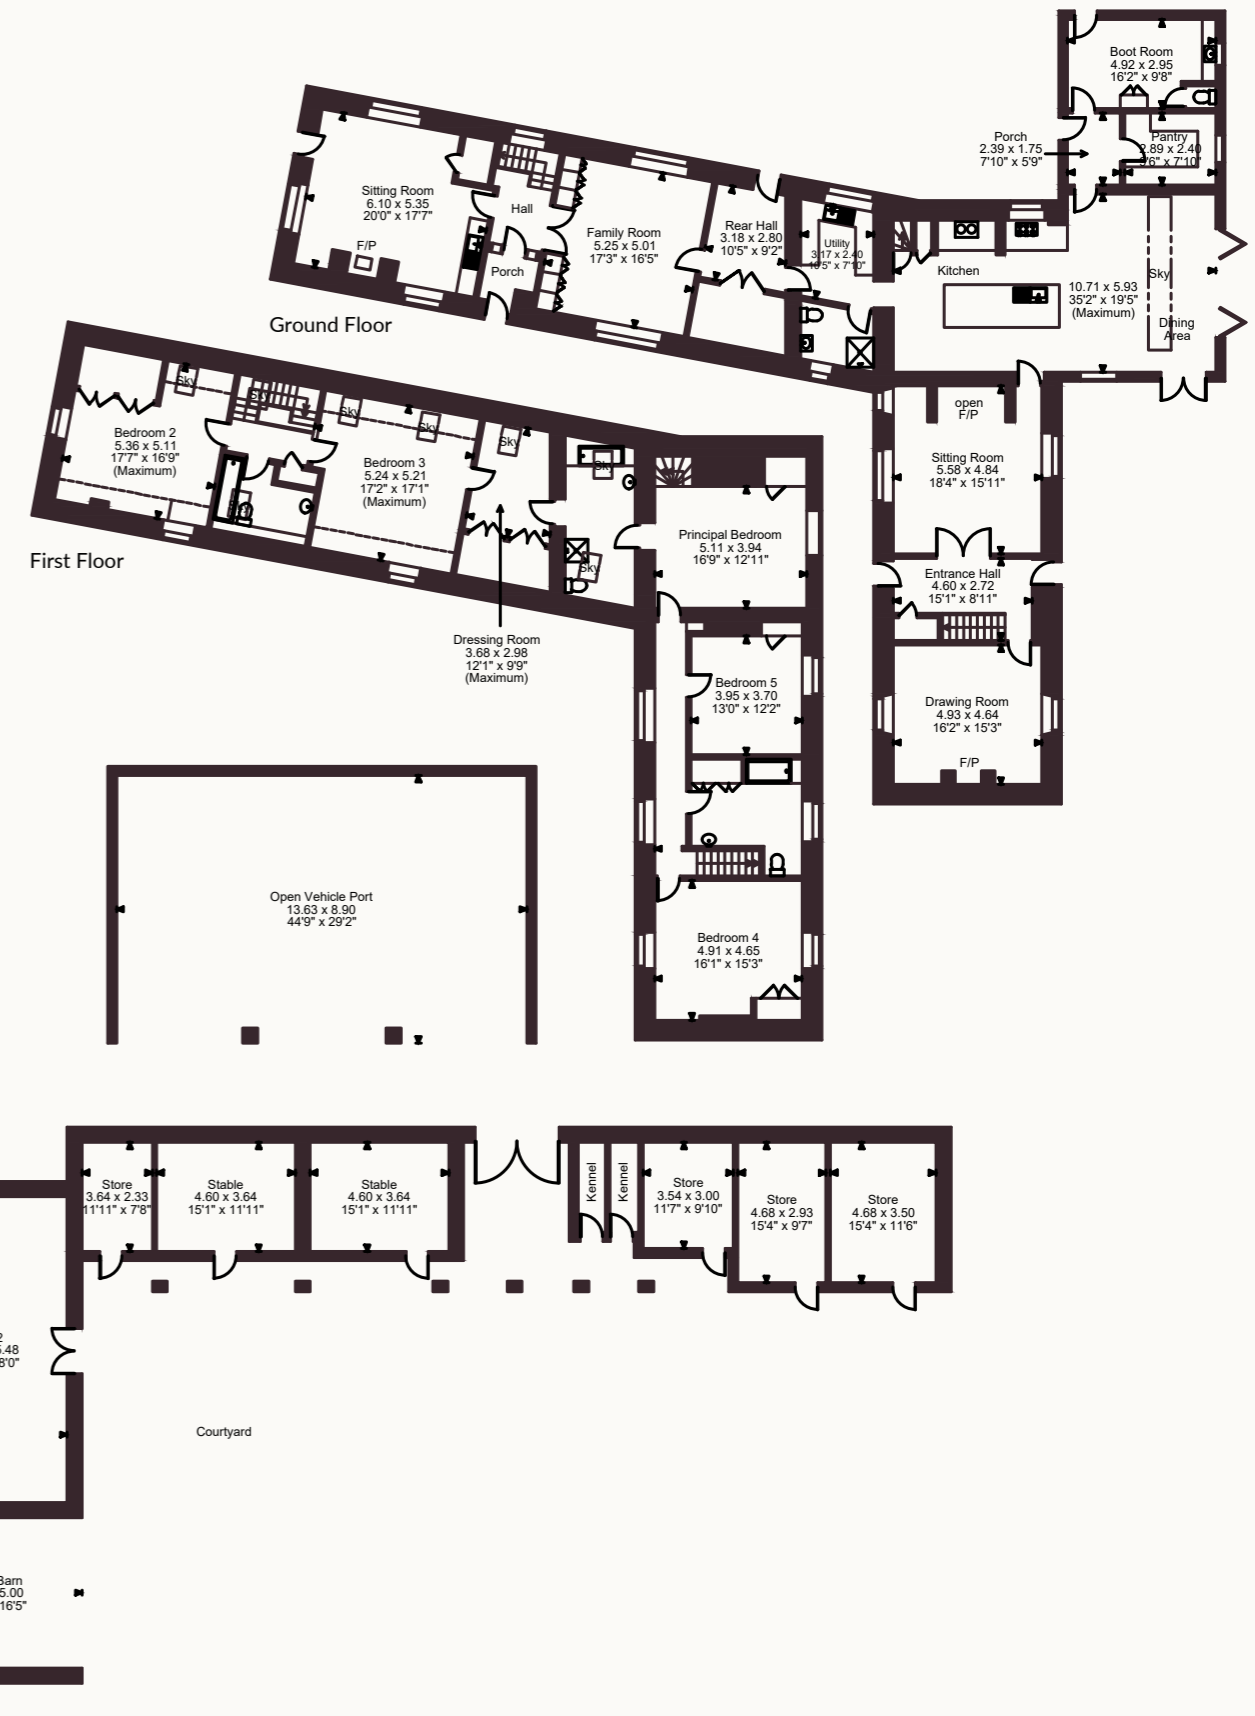 Boot Room
4.92 x 2.95
16'2" x 9'8"
Porch
2.39 x 1.75
7'10" x 5'9"
Pantry
2.89 x 2.40
9'6" x 7'10"
Sitting Room
6.10 x 5.35
20'0" x 17'7"
F/P
Hall
Porch
Family Room
5.25 x 5.01
17'3" x 16'5"
Rear Hall
3.18 x 2.80
10'5" x 9'2"
Utility
3.17 x 2.40
10'5" x 7'10"
Kitchen
Sky
10.71 x 5.93
35'2" x 19'5"
(Maximum)
Dining
Area
Ground Floor
open
F/P
Sitting Room
5.58 x 4.84
18'4" x 15'11"
Entrance Hall
4.60 x 2.72
15'1" x 8'11"
Drawing Room
4.93 x 4.64
16'2" x 15'3"
F/P
Sky
Sky
Sky
Sky
Sky
Sky
Sky
Bedroom 2
5.36 x 5.11
17'7" x 16'9"
(Maximum)
Bedroom 3
5.24 x 5.21
17'2" x 17'1"
(Maximum)
First Floor
Dressing Room
3.68 x 2.98
12'1" x 9'9"
(Maximum)
Principal Bedroom
5.11 x 3.94
16'9" x 12'11"
Bedroom 5
3.95 x 3.70
13'0" x 12'2"
Bedroom 4
4.91 x 4.65
16'1" x 15'3"
Open Vehicle Port
13.63 x 8.90
44'9" x 29'2"
Store
3.64 x 2.33
11'11" x 7'8"
Stable
4.60 x 3.64
15'1" x 11'11"
Stable
4.60 x 3.64
15'1" x 11'11"
Kennel
Kennel
Store
3.54 x 3.00
11'7" x 9'10"
Store
4.68 x 2.93
15'4" x 9'7"
Store
4.68 x 3.50
15'4" x 11'6"
2
5.48
8'0"
Courtyard
Barn
5.00
16'5"